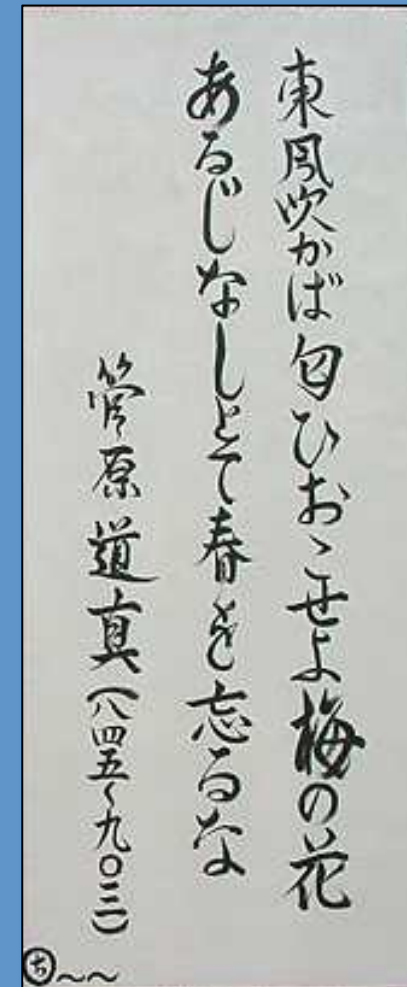 東風吹かば匂ひおこせよ梅の花
あるじなしとて春を忘るな
菅原道真(八四五〜九〇三)
ち〜〜